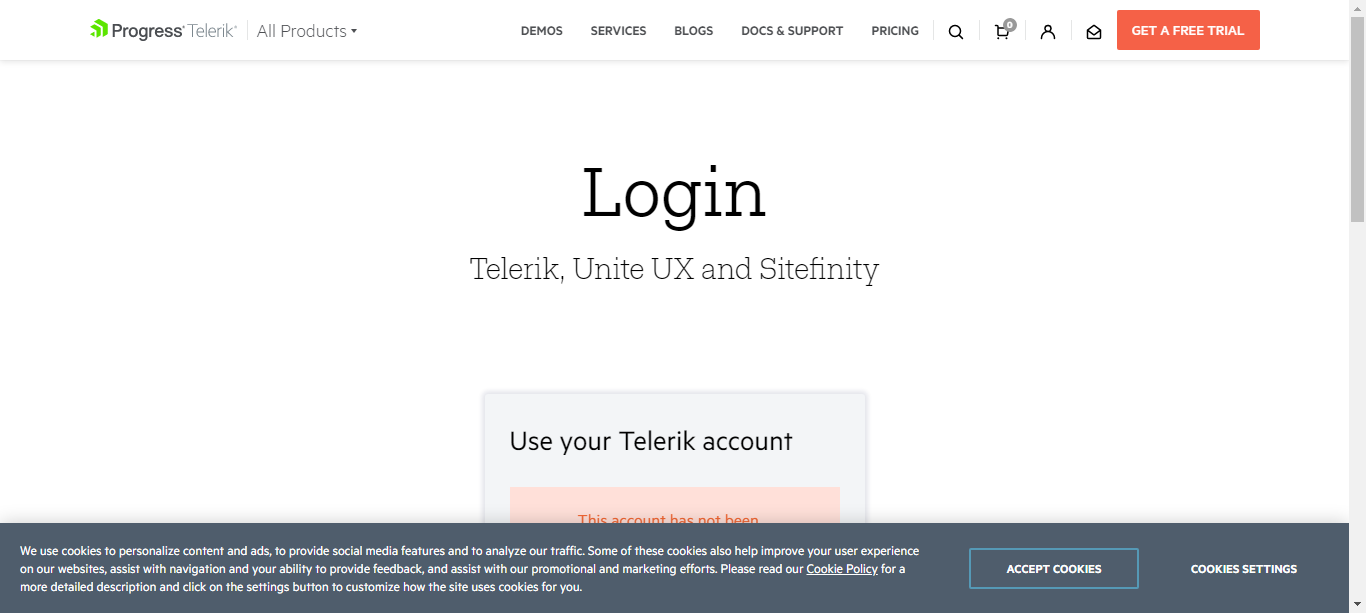 Progress Telerik All Products DEMOS SERVICES BLOGS DOCS & SUPPORT PRICING 0 GET A FREE TRIAL
Login
Telerik, Unite UX and Sitefinity
Use your Telerik account
This account has not been
We use cookies to personalize content and ads, to provide social media features and to analyze our traffic. Some of these cookies also help improve your user experience
on our websites, assist with navigation and your ability to provide feedback, and assist with our promotional and marketing efforts. Please read our Cookie Policy for a
more detailed description and click on the settings button to customize how the site uses cookies for you.
ACCEPT COOKIES COOKIES SETTINGS